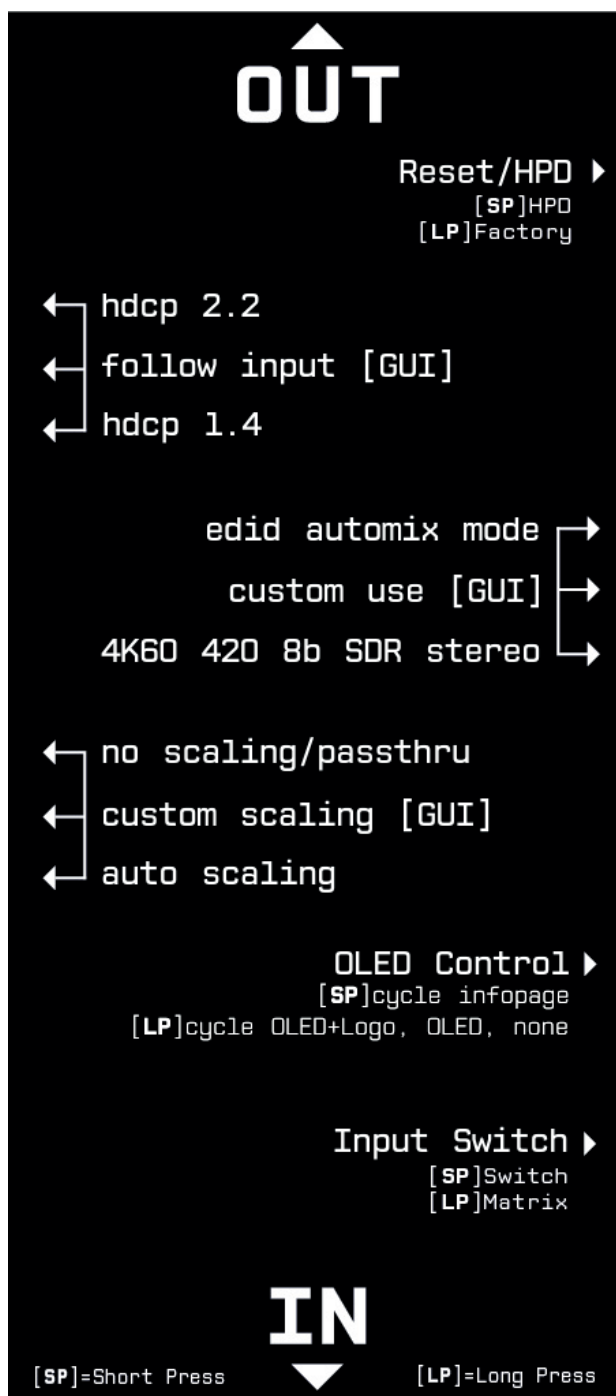 OUT
Reset/HPD
[SP]HPD
[LP]Factory
hdcp 2.2
follow input [GUI]
hdcp 1.4
edid automix mode
custom use [GUI]
4K60 420 8b SDR stereo
no scaling/passthru
custom scaling [GUI]
auto scaling
OLED Control
[SP]cycle infopage
[LP]cycle OLED+Logo, OLED, none
Input Switch
[SP]Switch
[LP]Matrix
IN
[SP]=Short Press [LP]=Long Press